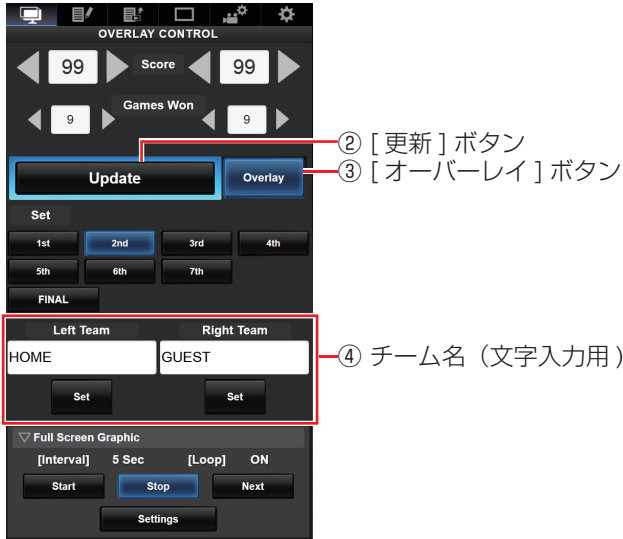 OVERLAY CONTROL
99 Score 99
Games Won
9 9
② [ 更新 ] ボタン
Update Overlay ③ [ オーバーレイ ] ボタン
Set
1st 2nd 3rd 4th
5th 6th 7th
FINAL
Left Team Right Team
HOME GUEST ④ チーム名（文字入力用 )
Set Set
▽ Full Screen Graphic
[Interval] 5 Sec [Loop] ON
Start Stop Next
Settings